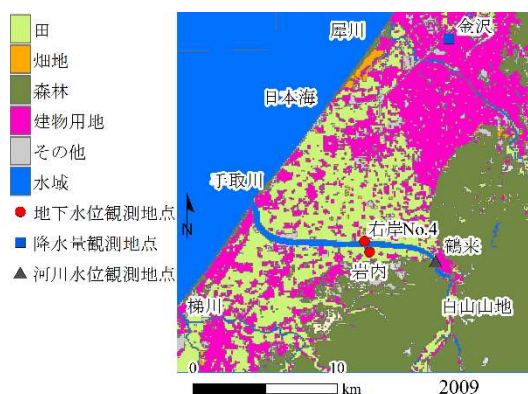 田
畑地
森林
建物用地
その他
水域
地下水位観測地点
降水量観測地点
河川水位観測地点
犀川
金沢
日本海
手取川
N
右岸No.4
鶴来
岩内
白山山地
梯川
0 10
km
2009